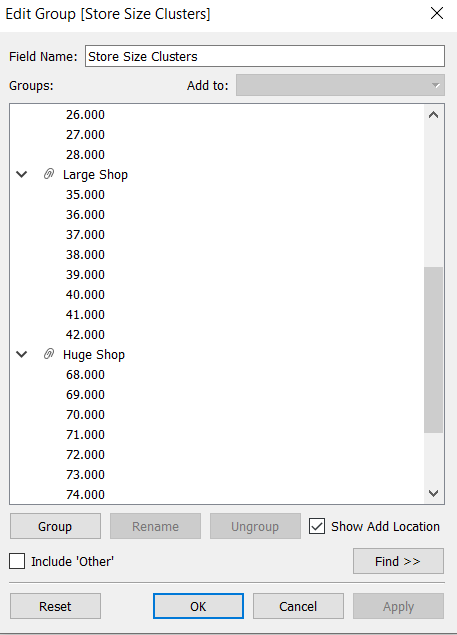 Edit Group [Store Size Clusters]
Field Name: Store Size Clusters
Groups: Add to:
26.000
27.000
28.000
Large Shop
35.000
36.000
37.000
38.000
39.000
40.000
41.000
42.000
Huge Shop
68.000
69.000
70.000
71.000
72.000
73.000
74.000
Group Rename Ungroup Show Add Location
Include 'Other' Find >>
Reset OK Cancel Apply